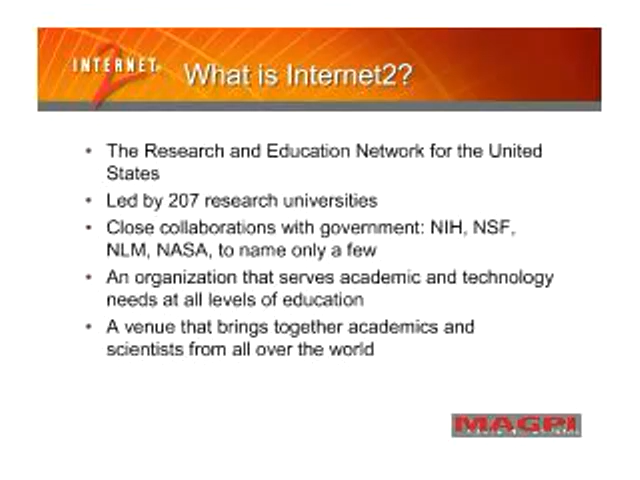 INTERNET
2
What is Internet2?
• The Research and Education Network for the United
States
• Led by 207 research universities
• Close collaborations with government: NIH, NSF,
NLM, NASA, to name only a few
• An organization that serves academic and technology
needs at all levels of education
• A venue that brings together academics and
scientists from all over the world
MAGPI